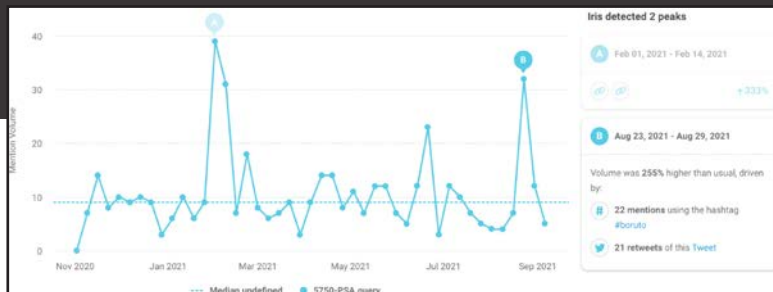 Iris detected 2 peaks
A
Feb 01, 2021 - Feb 14, 2021
+333%
B
Aug 23, 2021 - Aug 29, 2021
Volume was 255% higher than usual, driven
by:
# 22 mentions using the hashtag
#boruto
21 retweets of this Tweet
A
B
Mention Volume
40
30
20
10
0
Nov 2020
Jan 2021
Mar 2021
May 2021
Jul 2021
Sep 2021
Median undefined
S750-PSA query